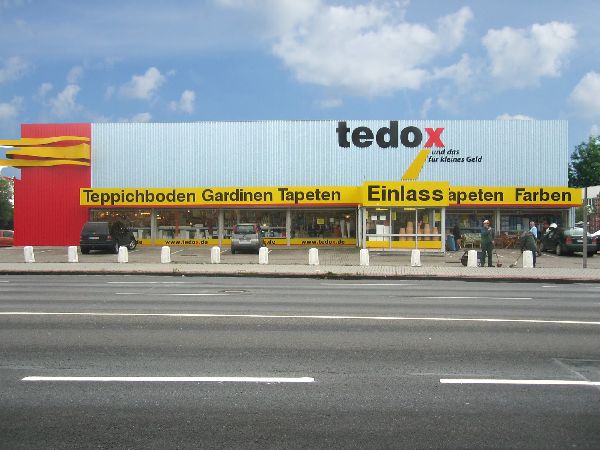 tedox
und das
für kleines Geld
Teppichboden Gardinen Tapeten Einlass apeten Farben
www.tedox.de
www.tedox.de